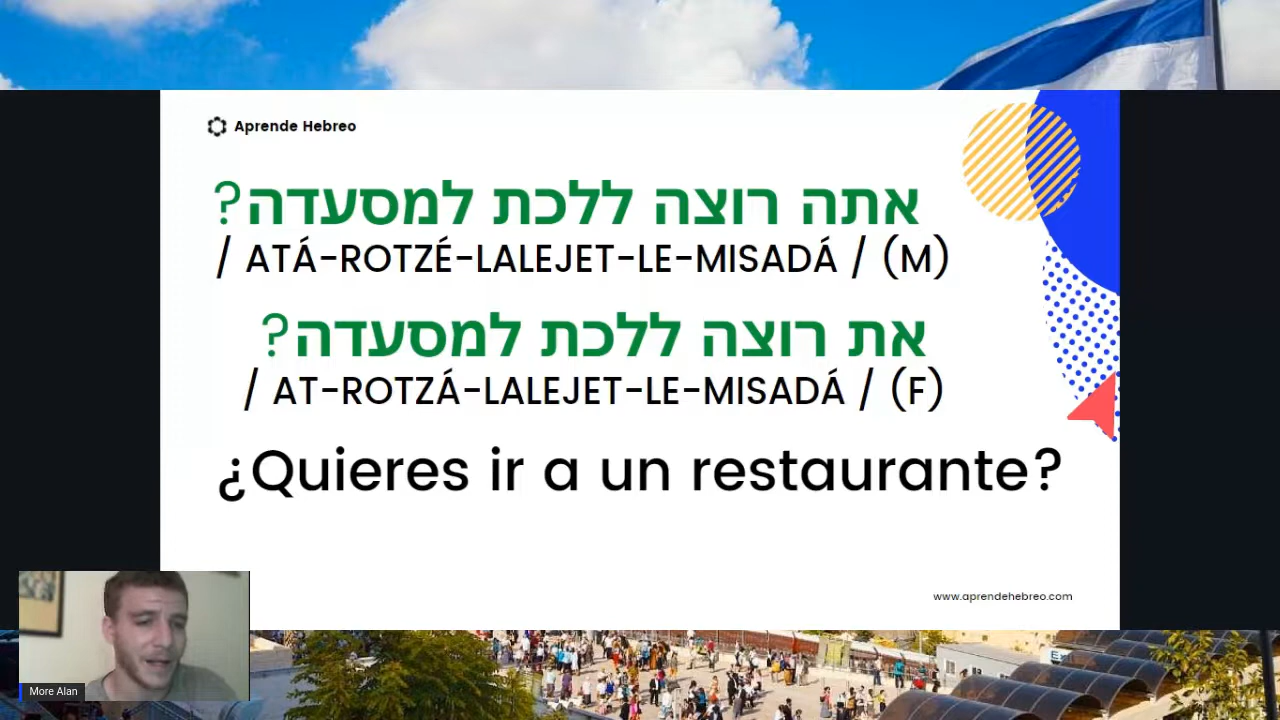 Aprende Hebreo
אתה רוצה ללכת למסעדה?
/ ATÁ-ROTZÉ-LALEJET-LE-MISADÁ / (M)
את רוצה ללכת למסעדה?
/ AT-ROTZÁ-LALEJET-LE-MISADÁ / (F)
¿Quieres ir a un restaurante?
www.aprendehebreo.com
More Alan